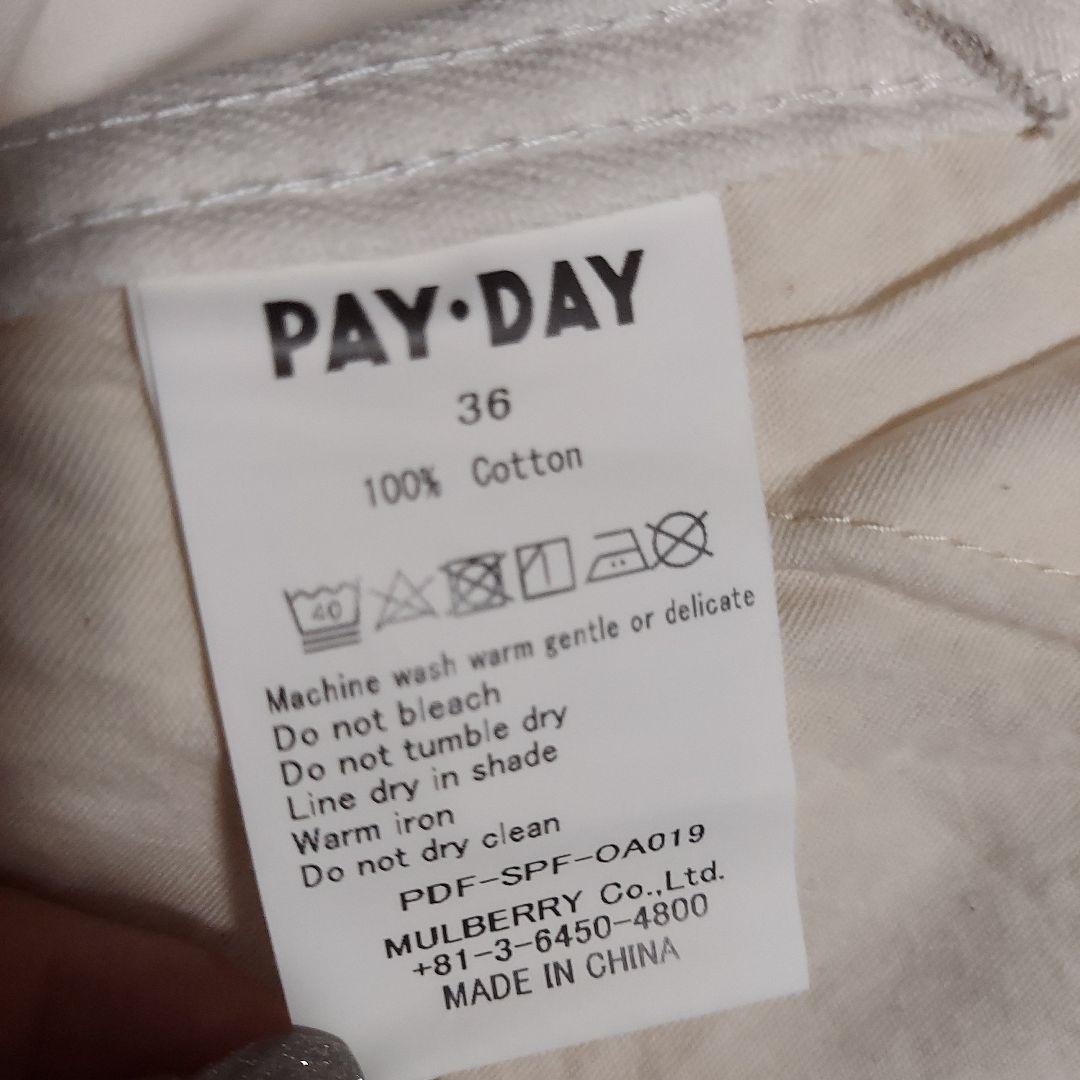 PAY·DAY
36
100% Cotton
40
Machine wash warm gentle or delicate
Do not bleach
Do not tumble dry
Line dry in shade
Warm iron
Do not dry clean
PDF-SPF-OA019
MULBERRY Co.,Ltd.
+81-3-6450-4800
MADE IN CHINA